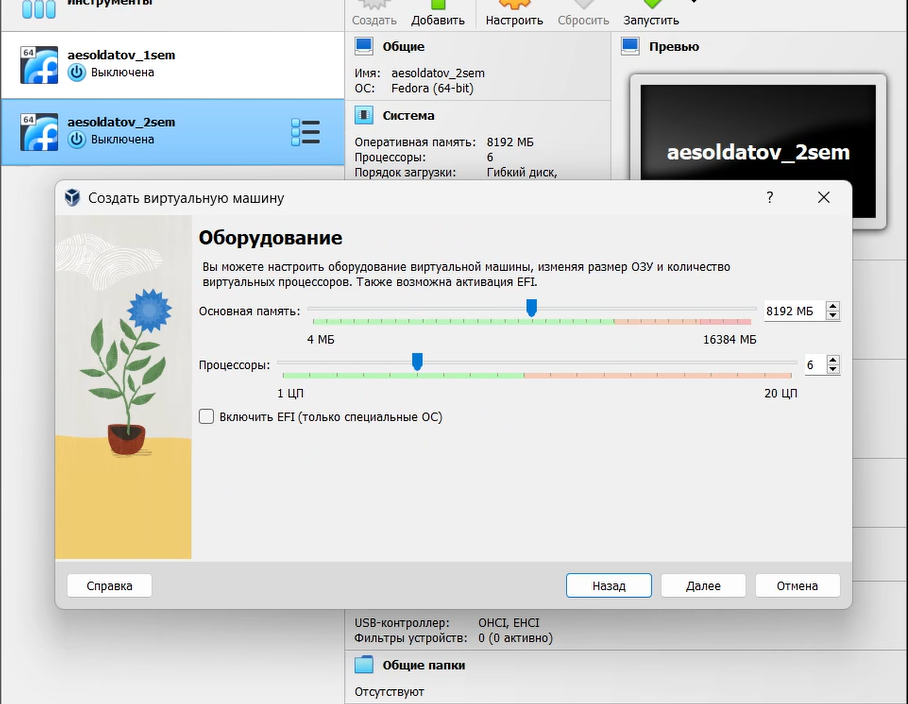 Инструменты
Создать
Добавить
Настроить
Сбросить
Запустить
64
aesoldatov_1sem
Выключена
64
aesoldatov_2sem
Выключена
Общие
Имя: aesoldatov_2sem
ОС: Fedora (64-bit)
Система
Оперативная память: 8192 МБ
Процессоры: 6
Порядок загрузки: Гибкий диск,
Превью
aesoldatov_2sem
Создать виртуальную машину
?
Оборудование
Вы можете настроить оборудование виртуальной машины, изменяя размер ОЗУ и количество
виртуальных процессоров. Также возможна активация EFI.
Основная память:
8192 МБ
4 МБ
16384 МБ
Процессоры:
6
1 ЦП
20 ЦП
Включить EFI (только специальные ОС)
Справка
Назад
Далее
Отмена
USB-контроллер: OHCI, EHCI
Фильтры устройств: 0 (0 активно)
Общие папки
Отсутствуют